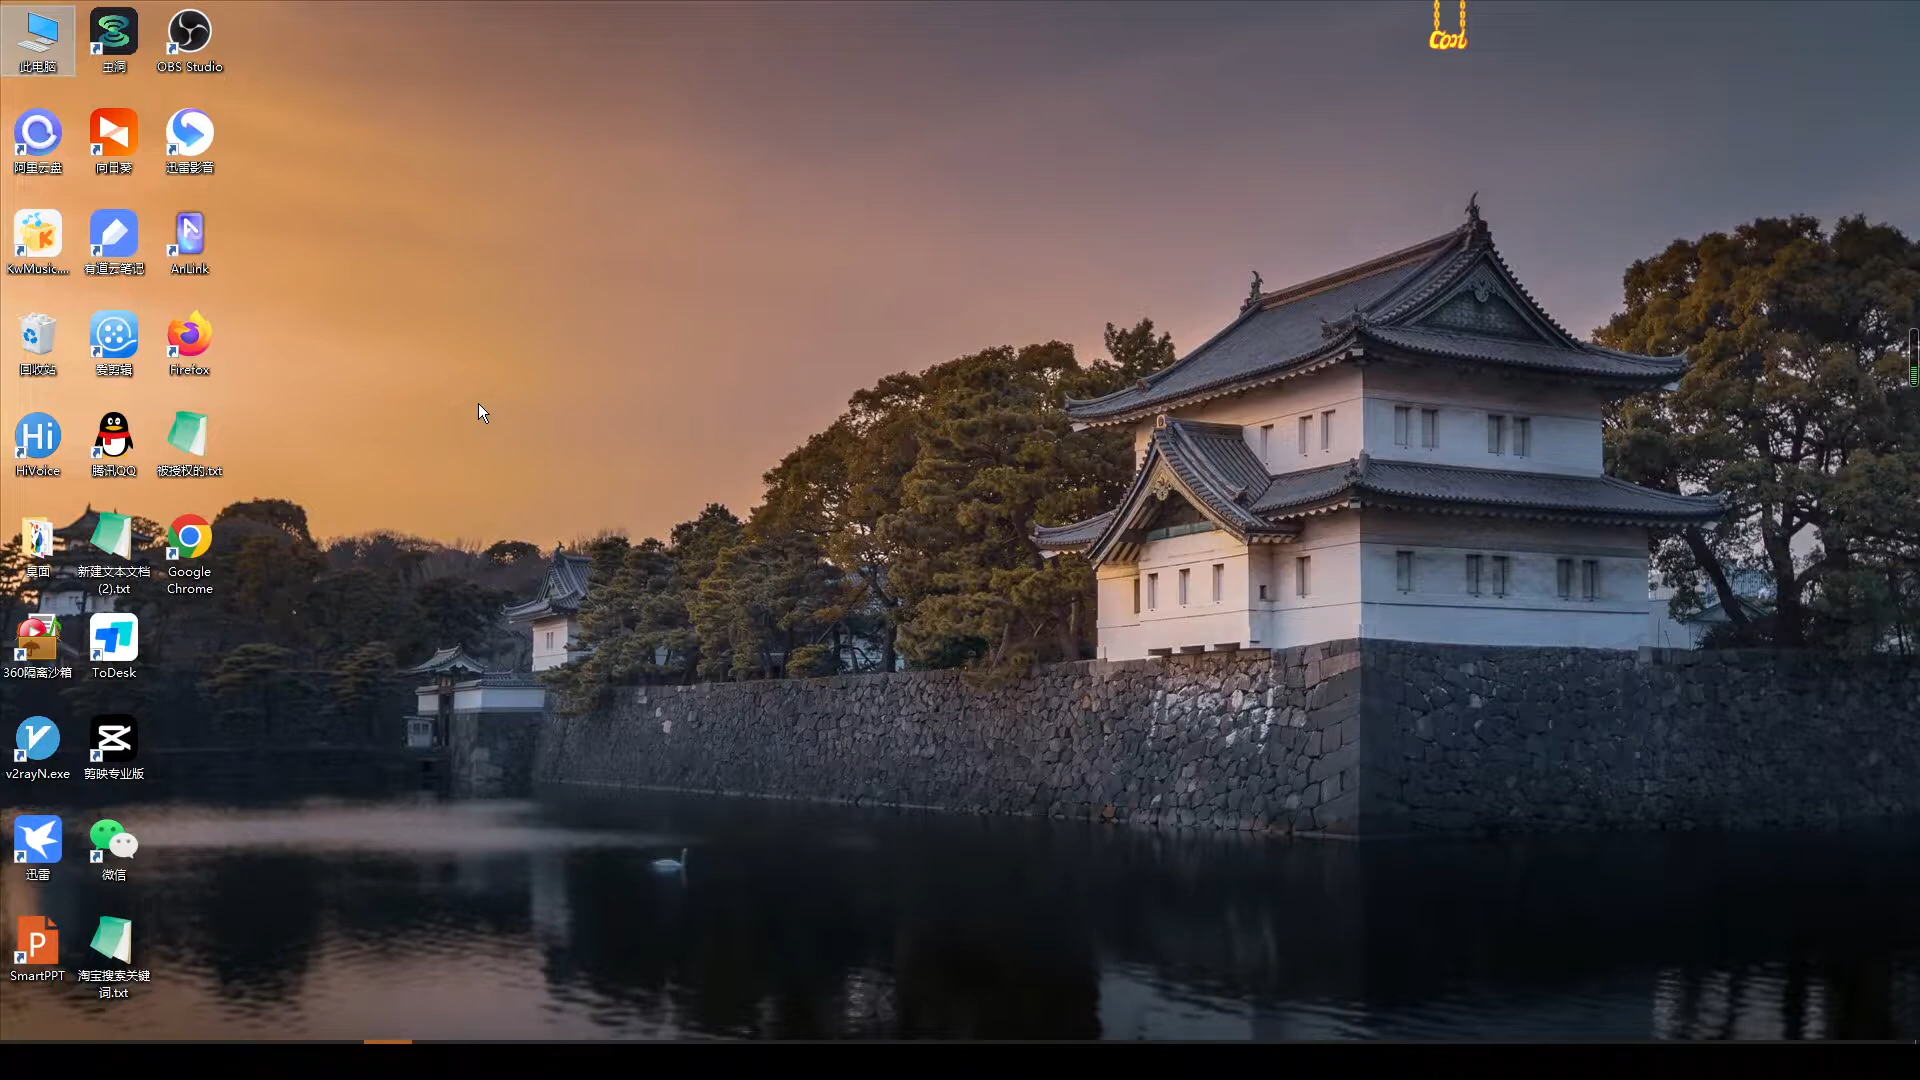 此电脑
OBS Studio
Cool
阿里云盘
向日葵
迅雷影音
KwMusic....
有道云笔记
AnLink
回收站
爱剪辑
Firefox
Hi
HiVoice
腾讯QQ
被授权的.txt
桌面
新建文本文档
(2).txt
Google
Chrome
360隔离沙箱
ToDesk
v2rayN.exe
剪映专业版
迅雷
微信
P
SmartPPT
淘宝搜索关键
词.txt